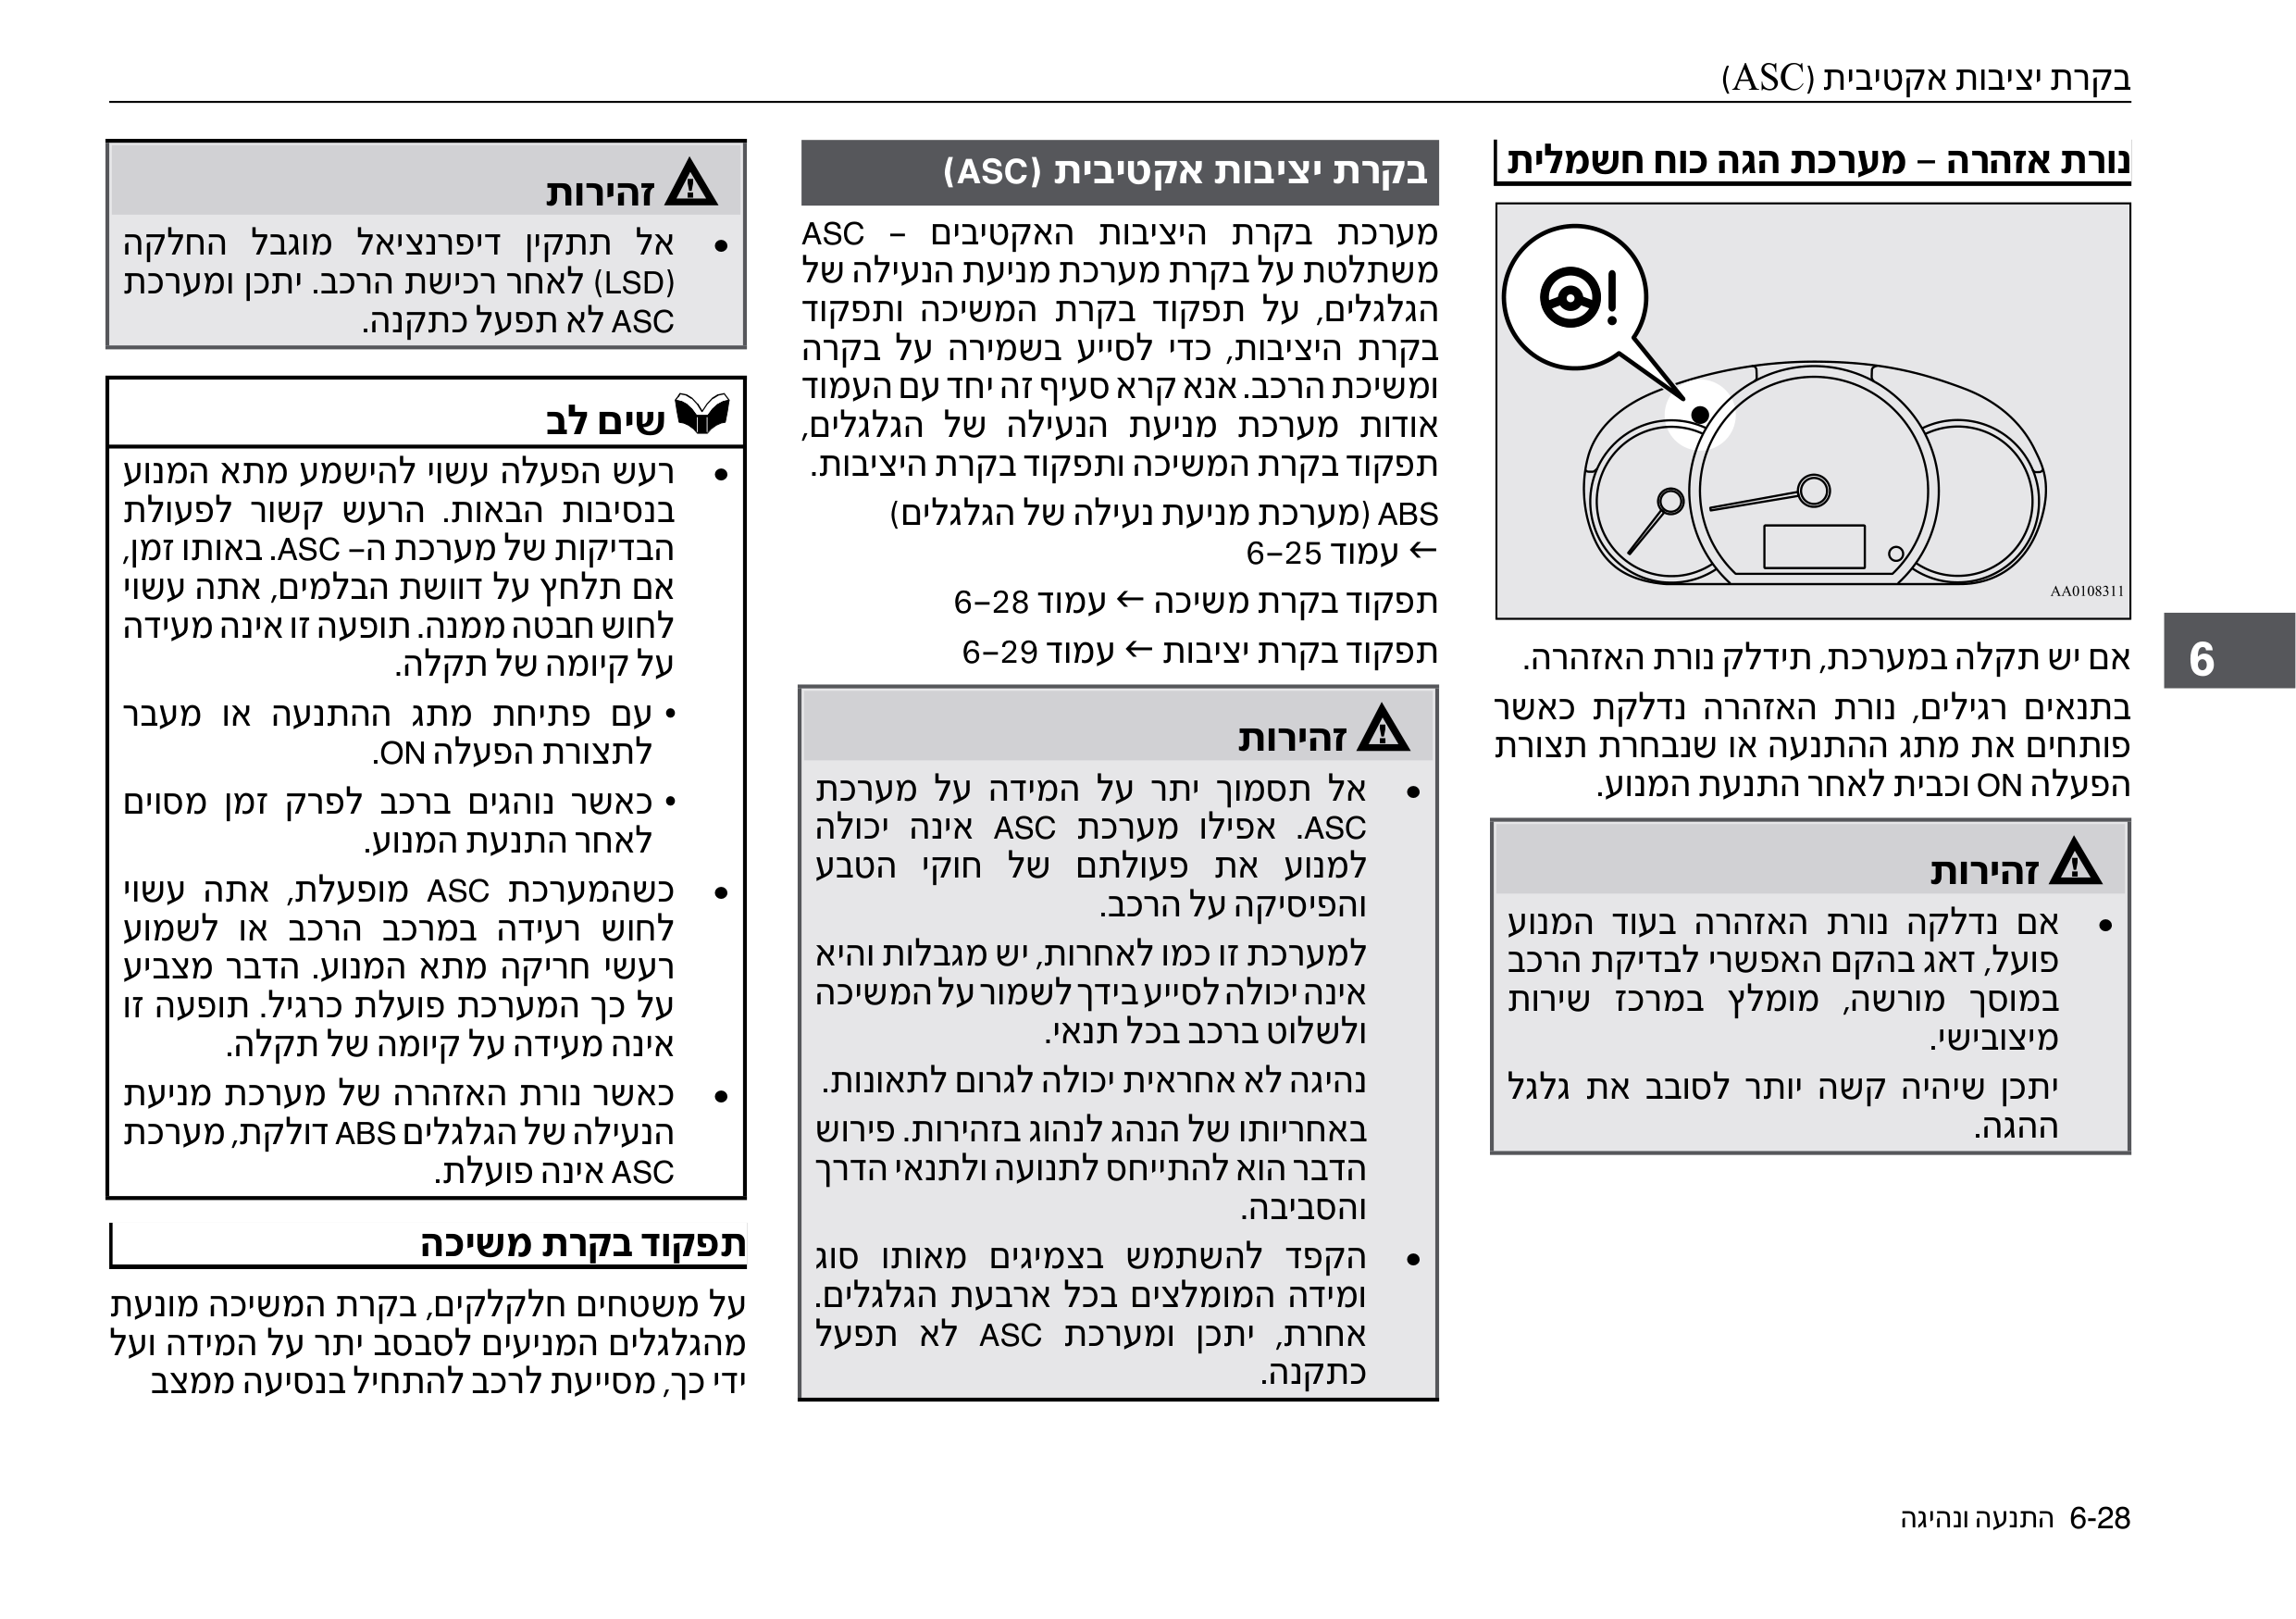 בקרת יציבות אקטיבית (ASC)
נורת אזהרה – מערכת הגה כוח חשמלית
AA0108311
אם יש תקלה במערכת, תידלק נורת האזהרה.
בתנאים רגילים, נורת האזהרה נדלקת כאשר
פותחים את מתג ההתנעה או שנבחרת תצורת
הפעלה ON וכבית לאחר התנעת המנוע.
זהירות
● אם נדלקה נורת האזהרה בעוד המנוע
פועל, דאג בהקם האפשרי לבדיקת הרכב
במוסך מורשה, מומלץ במרכז שירות
מיצובישי.
יתכן שיהיה קשה יותר לסובב את גלגל
ההגה.
6
בקרת יציבות אקטיבית (ASC)
מערכת בקרת היציבות האקטיבים – ASC
משתלטת על בקרת מערכת מניעת הנעילה של
הגלגלים, על תפקוד בקרת המשיכה ותפקוד
בקרת היציבות, כדי לסייע בשמירה על בקרה
ומשיכת הרכב. אנא קרא סעיף זה יחד עם העמוד
אודות מערכת מניעת הנעילה של הגלגלים,
תפקוד בקרת המשיכה ותפקוד בקרת היציבות.
ABS (מערכת מניעת נעילה של הגלגלים)
← עמוד 6–25
תפקוד בקרת משיכה ← עמוד 6–28
תפקוד בקרת יציבות ← עמוד 6–29
זהירות
● אל תסמוך יתר על המידה על מערכת
ASC. אפילו מערכת ASC אינה יכולה
למנוע את פעולתם של חוקי הטבע
והפיסיקה על הרכב.
למערכת זו כמו לאחרות, יש מגבלות והיא
אינה יכולה לסייע בידך לשמור על המשיכה
ולשלוט ברכב בכל תנאי.
נהיגה לא אחראית יכולה לגרום לתאונות.
באחריותו של הנהג לנהוג בזהירות. פירוש
הדבר הוא להתייחס לתנועה ולתנאי הדרך
והסביבה.
● הקפד להשתמש בצמיגים מאותו סוג
ומידה המומלצים בכל ארבעת הגלגלים.
אחרת, יתכן ומערכת ASC לא תפעל
כתקנה.
זהירות
● אל תתקין דיפרנציאל מוגבל החלקה
(LSD) לאחר רכישת הרכב. יתכן ומערכת
ASC לא תפעל כתקנה.
שים לב
● רעש הפעלה עשוי להישמע מתא המנוע
בנסיבות הבאות. הרעש קשור לפעולת
הבדיקות של מערכת ה– ASC. באותו זמן,
אם תלחץ על דוושת הבלמים, אתה עשוי
לחוש חבטה ממנה. תופעה זו אינה מעידה
על קיומה של תקלה.
• עם פתיחת מתג ההתנעה או מעבר
לתצורת הפעלה ON.
• כאשר נוהגים ברכב לפרק זמן מסוים
לאחר התנעת המנוע.
● כשהמערכת ASC מופעלת, אתה עשוי
לחוש רעידה במרכב הרכב או לשמוע
רעשי חריקה מתא המנוע. הדבר מצביע
על כך המערכת פועלת כרגיל. תופעה זו
אינה מעידה על קיומה של תקלה.
● כאשר נורת האזהרה של מערכת מניעת
הנעילה של הגלגלים ABS דולקת, מערכת
ASC אינה פועלת.
תפקוד בקרת משיכה
על משטחים חלקלקים, בקרת המשיכה מונעת
מהגלגלים המניעים לסבסב יתר על המידה ועל
ידי כך, מסייעת לרכב להתחיל בנסיעה ממצב
6-28 התנעה ונהיגה